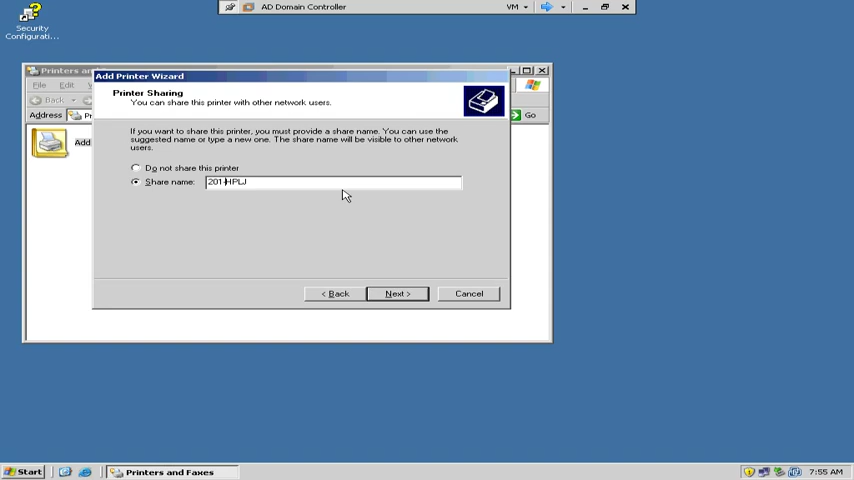 AD Domain Controller
VM
Security
Configurati...
Printers and
File Edit V
Back
Address Pr
Go
Add
Add Printer Wizard
Printer Sharing
You can share this printer with other network users.
If you want to share this printer, you must provide a share name. You can use the
suggested name or type a new one. The share name will be visible to other network
users.
Do not share this printer
Share name: 201-HPLJ
< Back
Next >
Cancel
Start
Printers and Faxes
7:55 AM